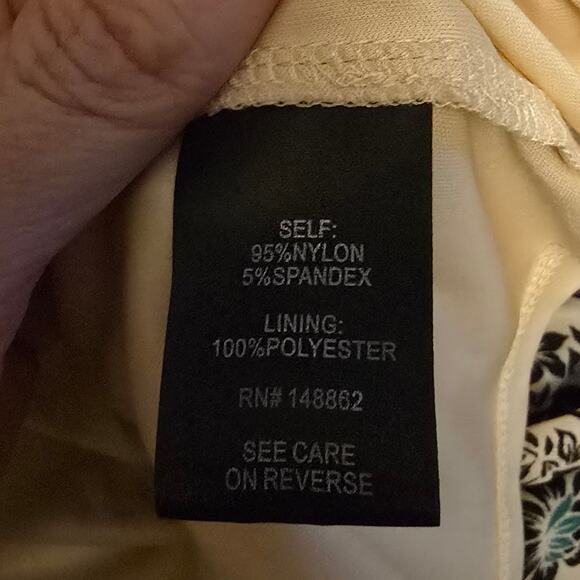 SELF:
95%NYLON
5%SPANDEX
LINING:
100%POLYESTER
RN# 148862
SEE CARE
ON REVERSE